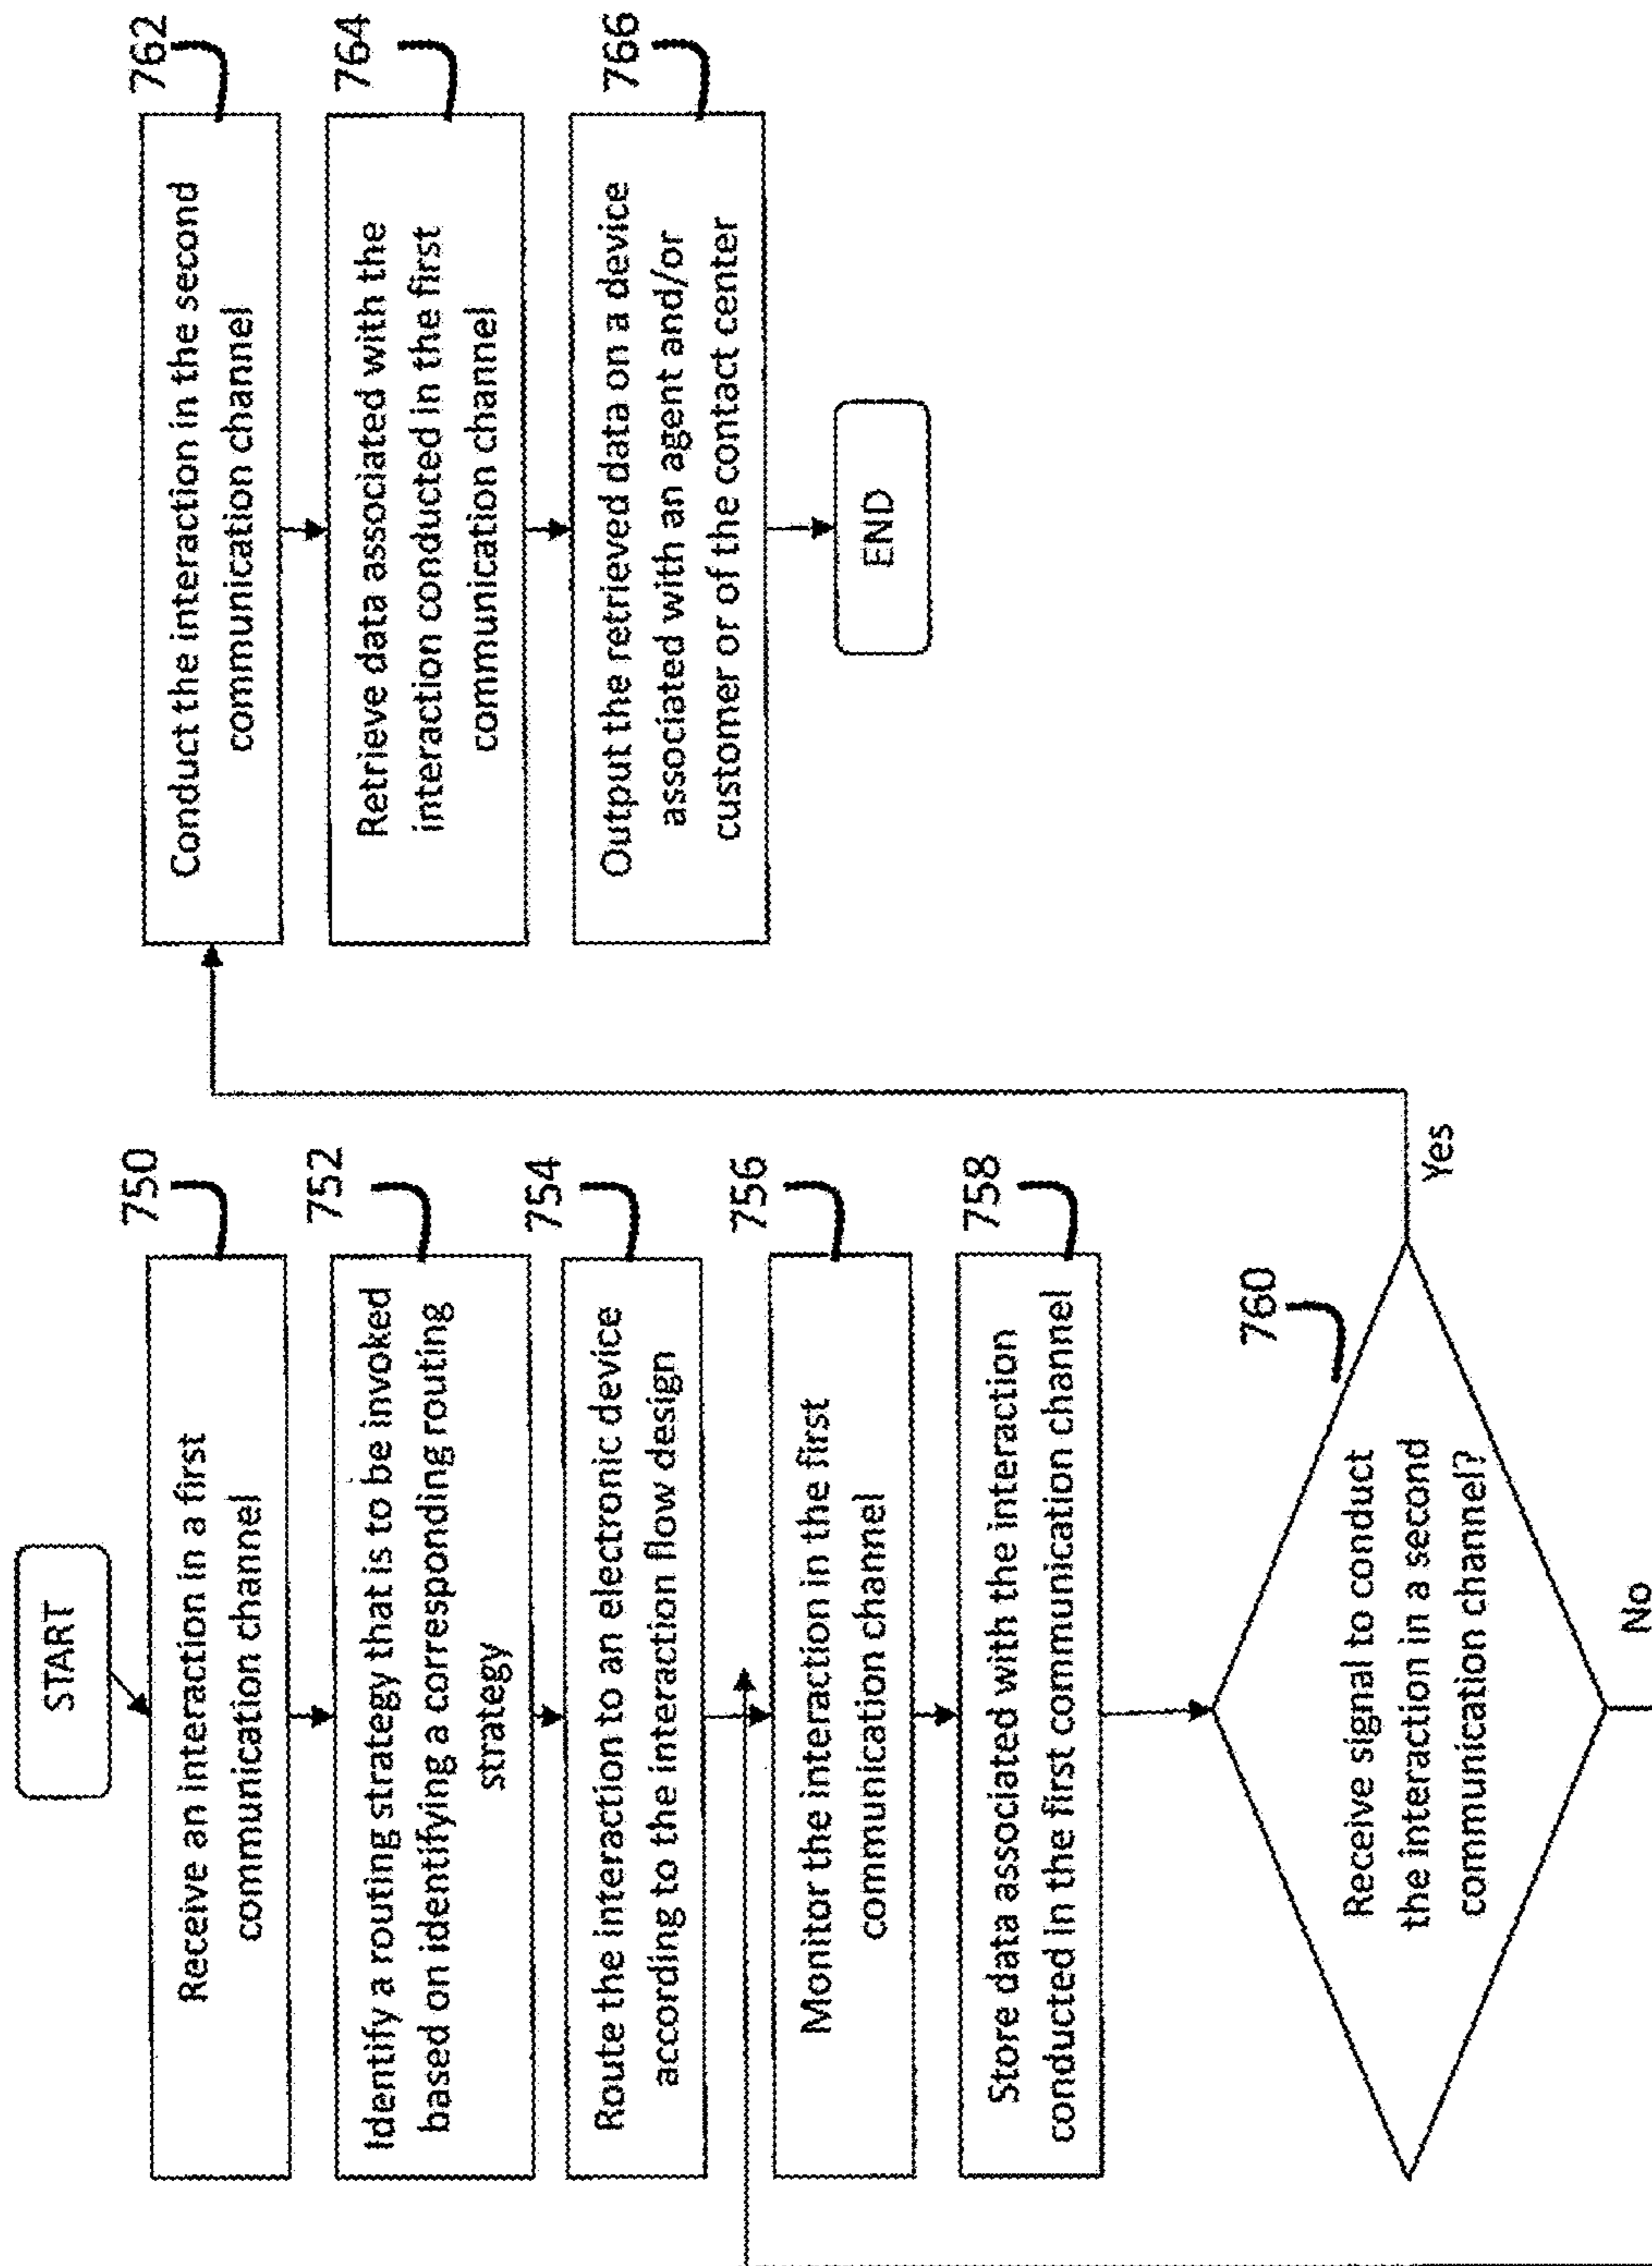 START
750
Receive an interaction in a first
communication channel
752
Identify a routing strategy that is to be invoked
based on identifying a corresponding routing
strategy
754
Route the interaction to an electronic device
according to the interaction flow design
756
Monitor the interaction in the first
communication channel
758
Store data associated with the interaction
conducted in the first communication channel
760
Receive signal to conduct
the interaction in a second
communication channel?
Yes
No
762
Conduct the interaction in the second
communication channel
764
Retrieve data associated with the
interaction conducted in the first
communication channel
766
Output the retrieved data on a device
associated with an agent and/or
customer or of the contact center
END